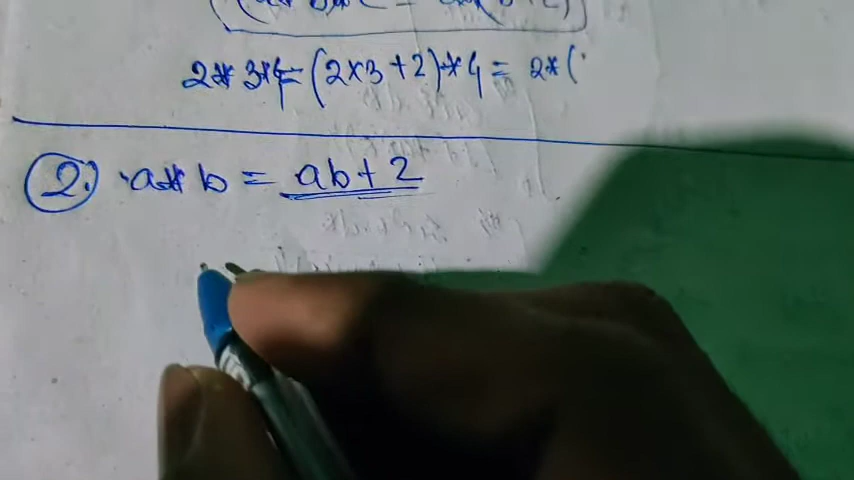 2 * 3*4 = (2×3 + 2) * 4 = 2* (
2. a * b = ab + 2